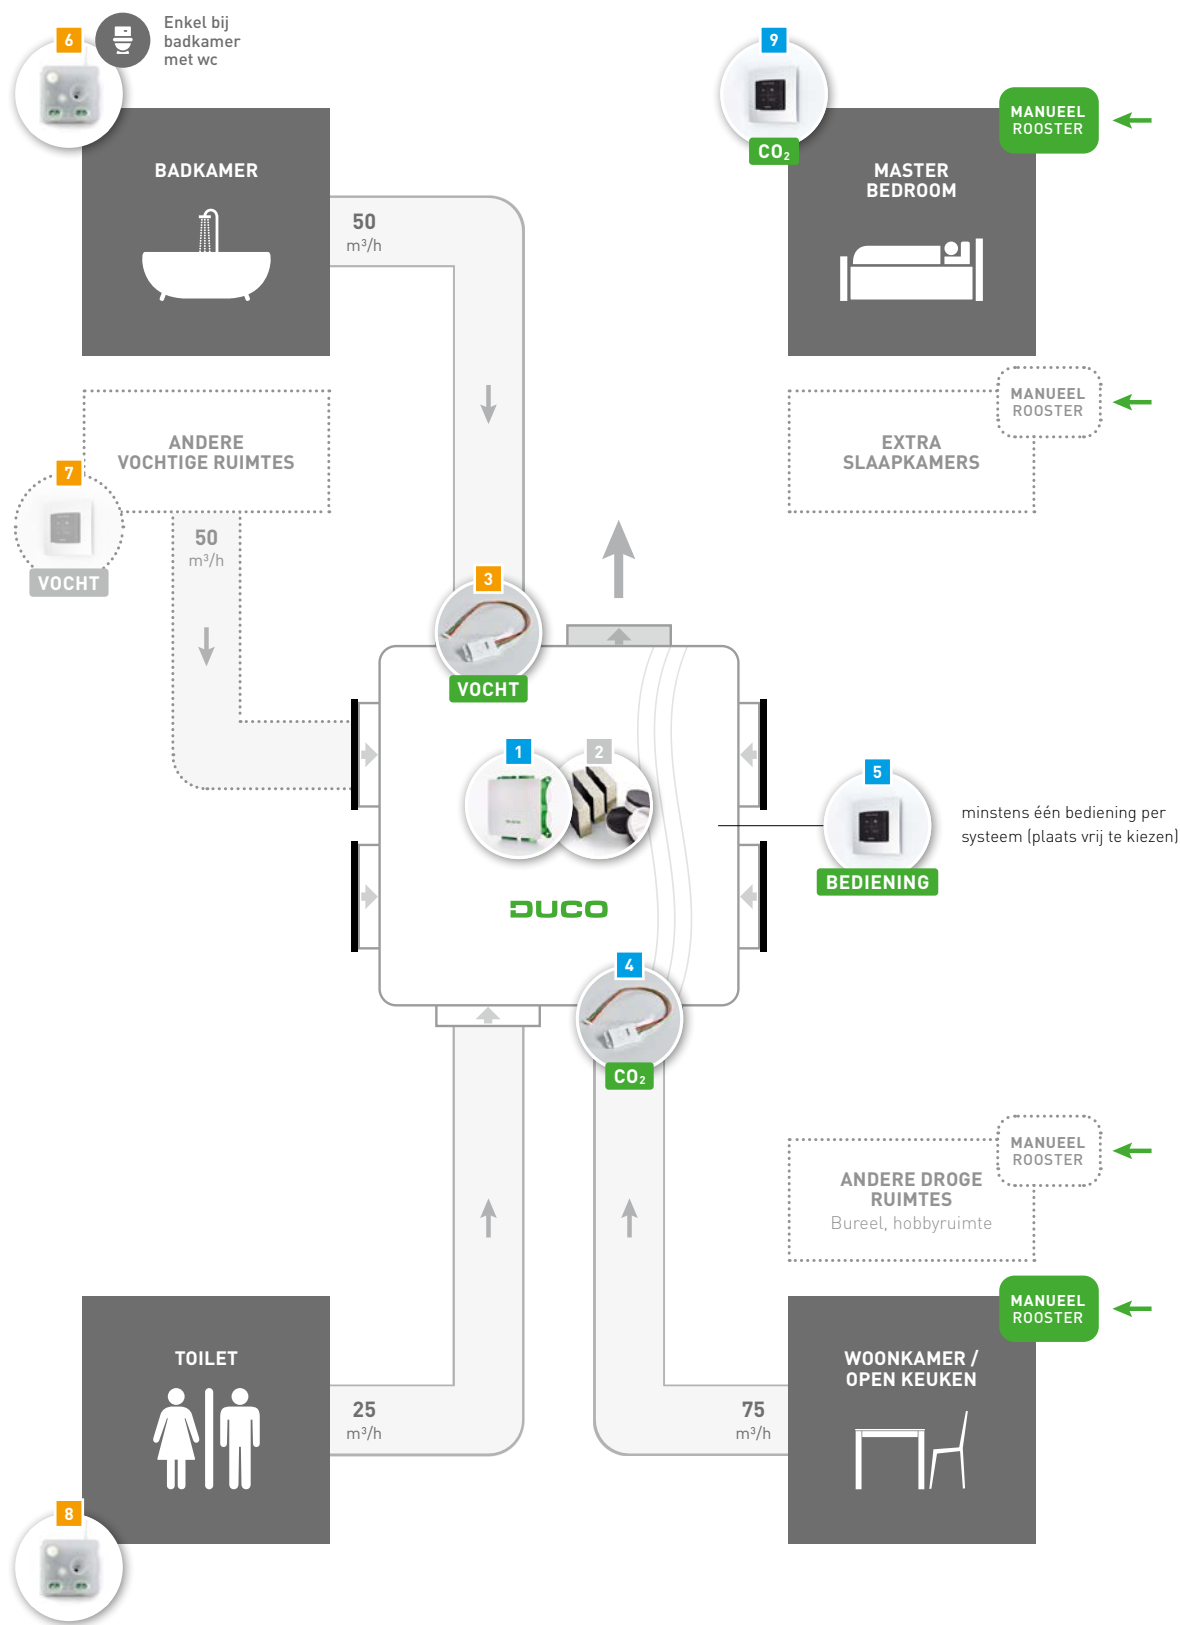 6
Enkel bij
badkamer
met wc
BADKAMER
50
m³/h
9
CO₂
MANUEEL
ROOSTER
MASTER
BEDROOM
ANDERE
VOCHTIGE RUIMTES
7
VOCHT
50
m³/h
MANUEEL
ROOSTER
EXTRA
SLAAPKAMERS
3
VOCHT
1
2
DUCO
5
BEDIENING
minstens één bediening per
systeem (plaats vrij te kiezen)
4
CO₂
MANUEEL
ROOSTER
ANDERE DROGE
RUIMTES
Bureel, hobbyruimte
TOILET
25
m³/h
8
75
m³/h
MANUEEL
ROOSTER
WOONKAMER /
OPEN KEUKEN